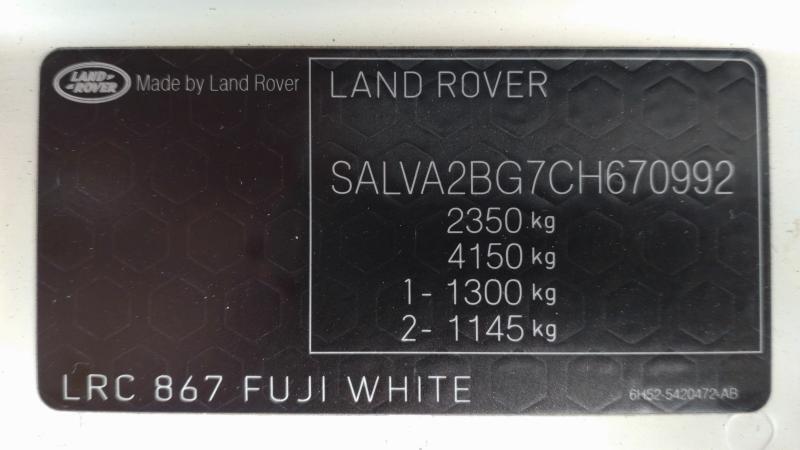 LAND ROVER
Made by Land Rover
LAND ROVER
SALVA2BG7CH670992
2350 kg
4150 kg
1- 1300 kg
2- 1145 kg
LRC 867 FUJI WHITE
6H52-5420472-AB